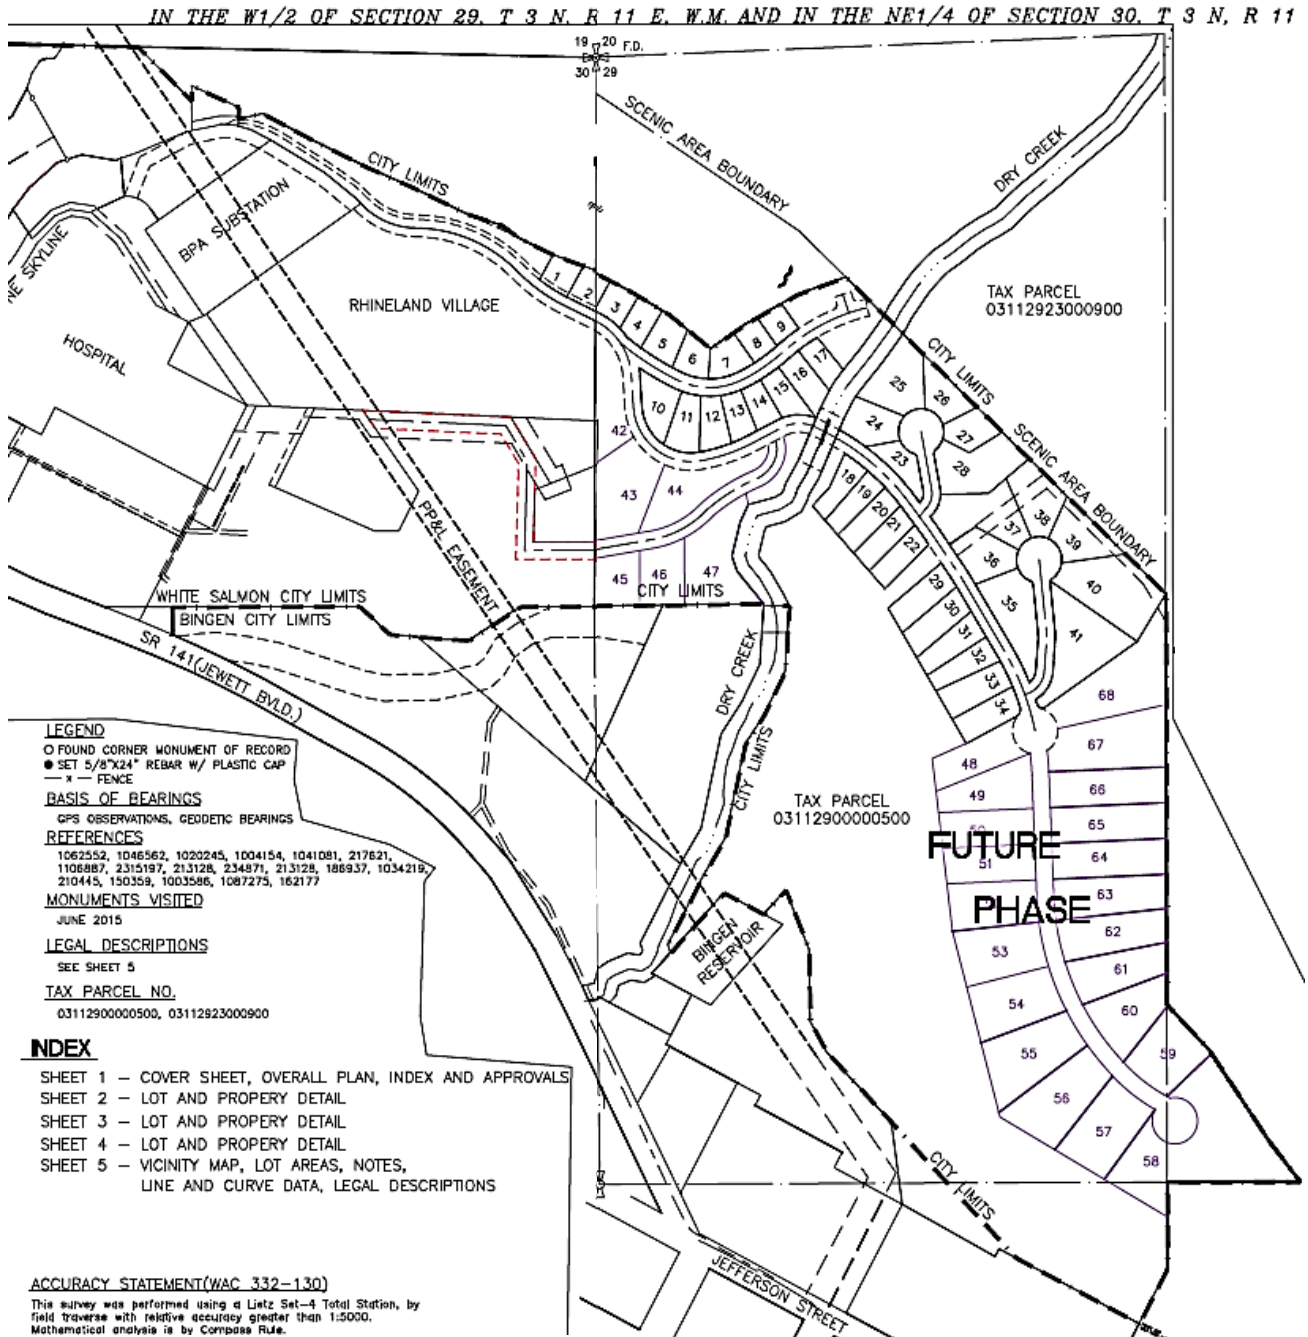 IN THE W1/2 OF SECTION 29, T 3 N, R 11 E, W.M. AND IN THE NE1/4 OF SECTION 30, T 3 N, R 11
19 20 F.D.
30 29
SCENIC AREA BOUNDARY
DRY CREEK
CITY LIMITS
BPA SUBSTATION
NE SKYLINE
HOSPITAL
RHINELAND VILLAGE
TAX PARCEL
03112923000900
CITY LIMITS
SCENIC AREA BOUNDARY
1
2
3
4
5
6
7
8
9
10
11
12
13
14
15
16
17
18
19
20
21
22
23
24
25
26
27
28
29
30
31
32
33
34
35
36
37
38
39
40
41
42
43
44
45
46
47
CITY LIMITS
PP&L EASEMENT
WHITE SALMON CITY LIMITS
BINGEN CITY LIMITS
SR 141(JEWETT BVLD.)
DRY CREEK
CITY LIMITS
TAX PARCEL
03112900000500
48
49
50
51
FUTURE
PHASE
53
54
55
56
57
58
59
60
61
62
63
64
65
66
67
68
BINGEN
RESERVOIR
CITY LIMITS
JEFFERSON STREET
LEGEND
FOUND CORNER MONUMENT OF RECORD
SET 5/8"X24" REBAR W/ PLASTIC CAP
— x — FENCE
BASIS OF BEARINGS
GPS OBSERVATIONS, GEODETIC BEARINGS
REFERENCES
1062552, 1046562, 1020245, 1004154, 1041081, 217621,
1106887, 2315197, 213128, 234871, 213128, 186937, 1034219,
210445, 150359, 1003586, 1087275, 162177
MONUMENTS VISITED
JUNE 2015
LEGAL DESCRIPTIONS
SEE SHEET 5
TAX PARCEL NO.
03112900000500, 03112923000900
INDEX
SHEET 1 – COVER SHEET, OVERALL PLAN, INDEX AND APPROVALS
SHEET 2 – LOT AND PROPERY DETAIL
SHEET 3 – LOT AND PROPERY DETAIL
SHEET 4 – LOT AND PROPERY DETAIL
SHEET 5 – VICINITY MAP, LOT AREAS, NOTES,
LINE AND CURVE DATA, LEGAL DESCRIPTIONS
ACCURACY STATEMENT(WAC 332-130)
This survey was performed using a Lietz Set-4 Total Station, by
field traverse with relative accuracy greater than 1:5000.
Mathematical analysis is by Compass Rule.